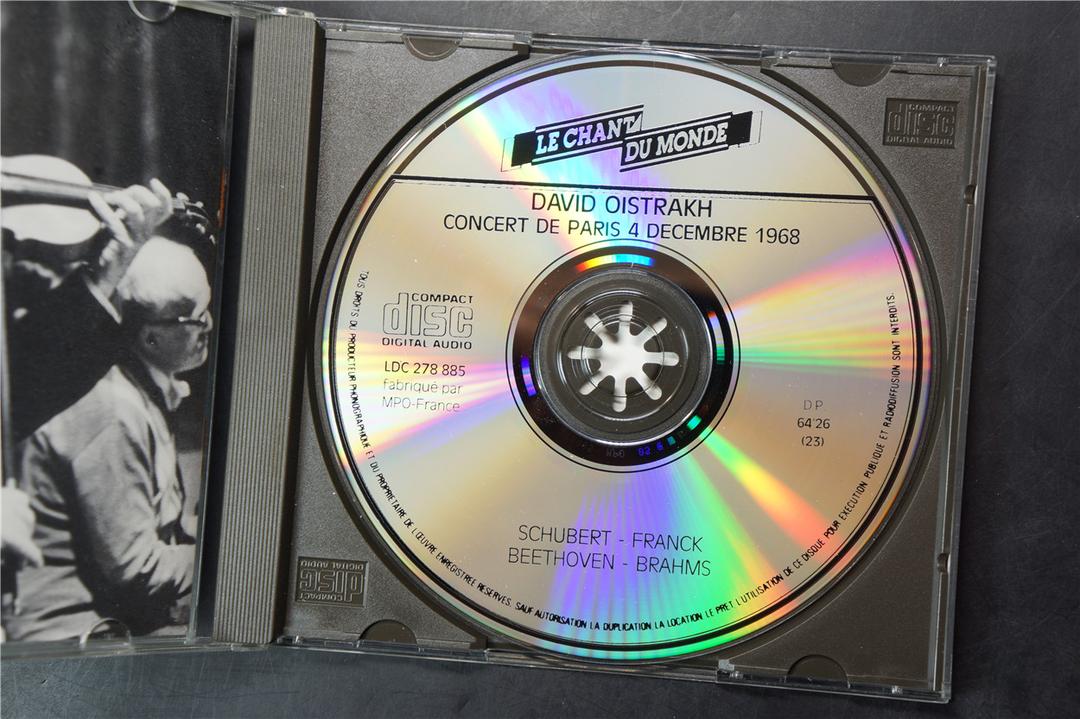 LE CHANT
DU MONDE
DAVID OISTRAKH
CONCERT DE PARIS 4 DECEMBRE 1968
COMPACT
disc
DIGITAL AUDIO
LDC 278 885
fabriqué par
MPO-France
DP
64'26
(23)
SCHUBERT - FRANCK
BEETHOVEN - BRAHMS
TOUS DROITS DU PRODUCTEUR PHONOGRAPHIQUE ET DU PROPRIETAIRE DE L'ŒUVRE ENREGISTREE RESERVES. SAUF AUTORISATION LA DUPLICATION LA LOCATION LE PRET L'UTILISATION DE CE DISQUE POUR EXECUTION PUBLIQUE ET RADIODIFFUSION SONT INTERDITS.
COMPACT
disc
DIGITAL AUDIO
COMPACT
disc
DIGITAL AUDIO